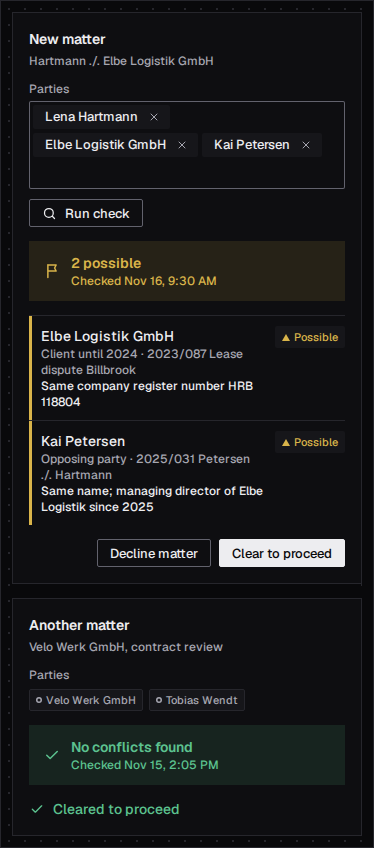 New matter
Hartmann ./. Elbe Logistik GmbH
Parties
Lena Hartmann
Elbe Logistik GmbH
Kai Petersen
Run check
2 possible
Checked Nov 16, 9:30 AM
Elbe Logistik GmbH
Possible
Client until 2024 · 2023/087 Lease
dispute Billbrook
Same company register number HRB
118804
Kai Petersen
Possible
Opposing party · 2025/031 Petersen
./. Hartmann
Same name; managing director of Elbe
Logistik since 2025
Decline matter
Clear to proceed
Another matter
Velo Werk GmbH, contract review
Parties
Velo Werk GmbH
Tobias Wendt
No conflicts found
Checked Nov 15, 2:05 PM
Cleared to proceed